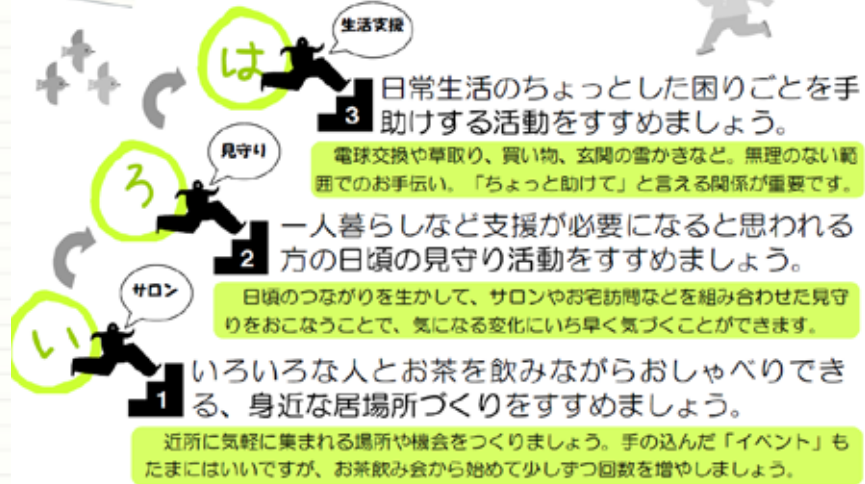 は
生活支援
3
日常生活のちょっとした困りごとを手
助けする活動をすすめましょう。
電球交換や草取り、買い物、玄関の雪かきなど。無理のない範
囲でのお手伝い。「ちょっと助けて」と言える関係が重要です。
ろ
見守り
2
一人暮らしなど支援が必要になると思われる
方の日頃の見守り活動をすすめましょう。
日頃のつながりを生かして、サロンやお宅訪問などを組み合わせた見守
りをおこなうことで、気になる変化にいち早く気づくことができます。
い
サロン
1
いろいろな人とお茶を飲みながらおしゃべりでき
る、身近な居場所づくりをすすめましょう。
近所に気軽に集まれる場所や機会をつくりましょう。手の込んだ「イベント」も
たまにはいいですが、お茶飲み会から始めて少しずつ回数を増やしましょう。